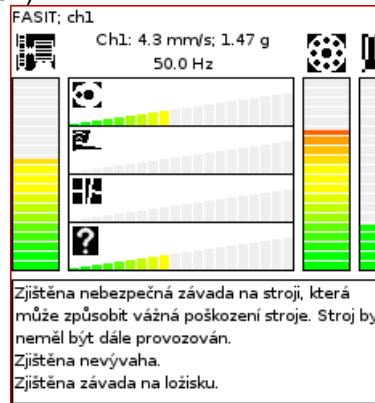 FASIT; ch1
Ch1: 4.3 mm/s; 1.47 g
50.0 Hz
?
Zjištěna nebezpečná závada na stroji, která
může způsobit vážná poškození stroje. Stroj by
neměl být dále provozován.
Zjištěna nevývaha.
Zjištěna závada na ložisku.